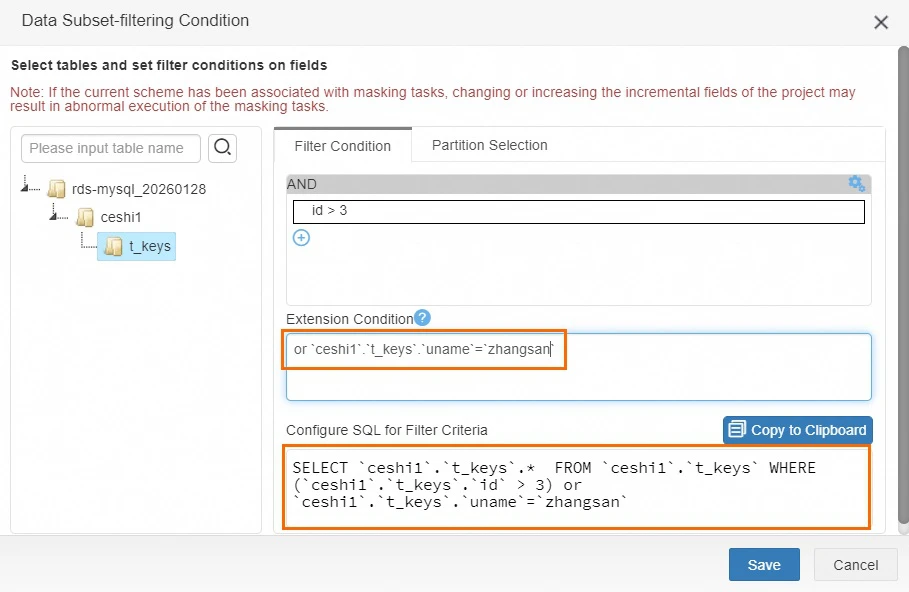 Data Subset-filtering Condition
Select tables and set filter conditions on fields
Note: If the current scheme has been associated with masking tasks, changing or increasing the incremental fields of the project may
result in abnormal execution of the masking tasks.
Please input table name
rds-mysql_20260128
ceshi1
t_keys
Filter Condition
Partition Selection
AND
id > 3
Extension Condition
?
or `ceshi1`.`t_keys`.`uname`=`zhangsan`
Configure SQL for Filter Criteria
Copy to Clipboard
SELECT `ceshi1`.`t_keys`.*  FROM `ceshi1`.`t_keys` WHERE
(`ceshi1`.`t_keys`.`id` > 3) or
`ceshi1`.`t_keys`.`uname`=`zhangsan`
Save
Cancel